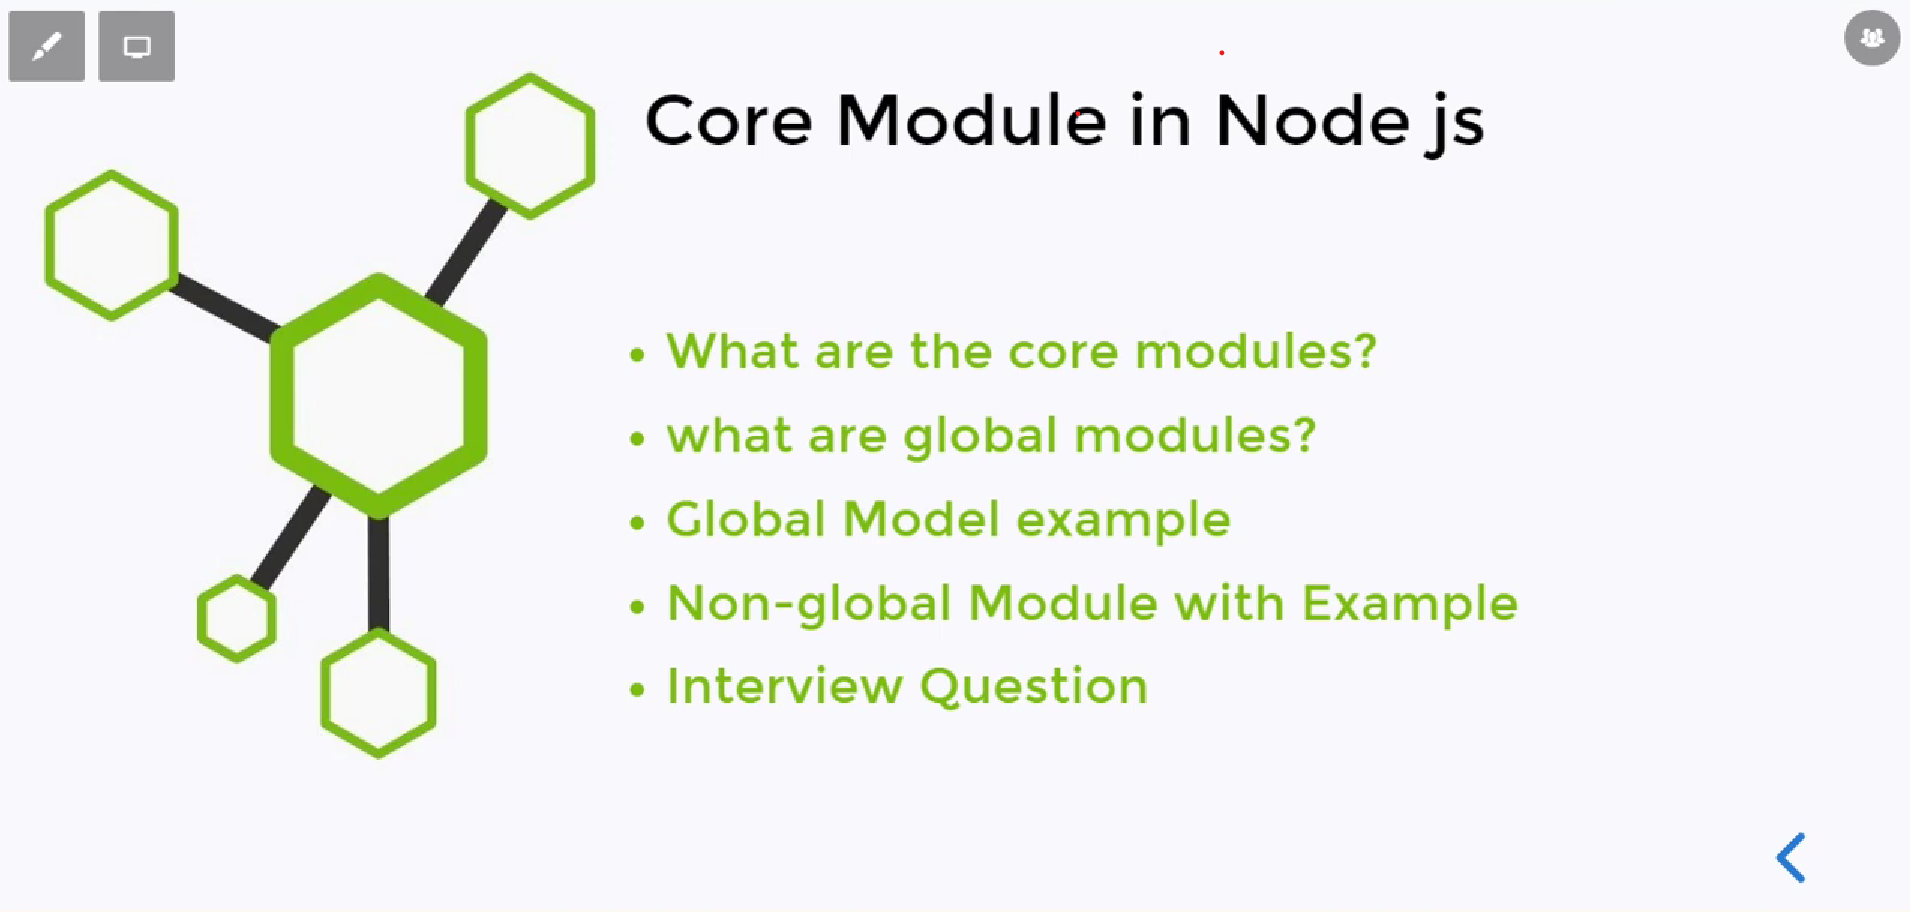 Core Module in Node js
• What are the core modules?
• what are global modules?
• Global Model example
• Non-global Module with Example
• Interview Question